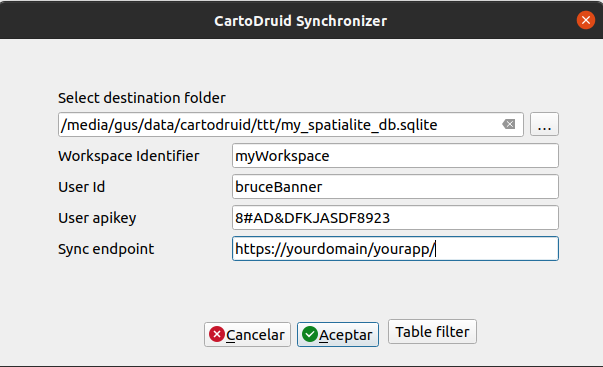 CartoDruid Synchronizer
Select destination folder
/media/gus/data/cartodruid/ttt/my_spatialite_db.sqlite ...
Workspace Identifier myWorkspace
User Id bruceBanner
User apikey 8#AD&DFKJASDF8923
Sync endpoint https://yourdomain/yourapp/
Cancelar Aceptar Table filter